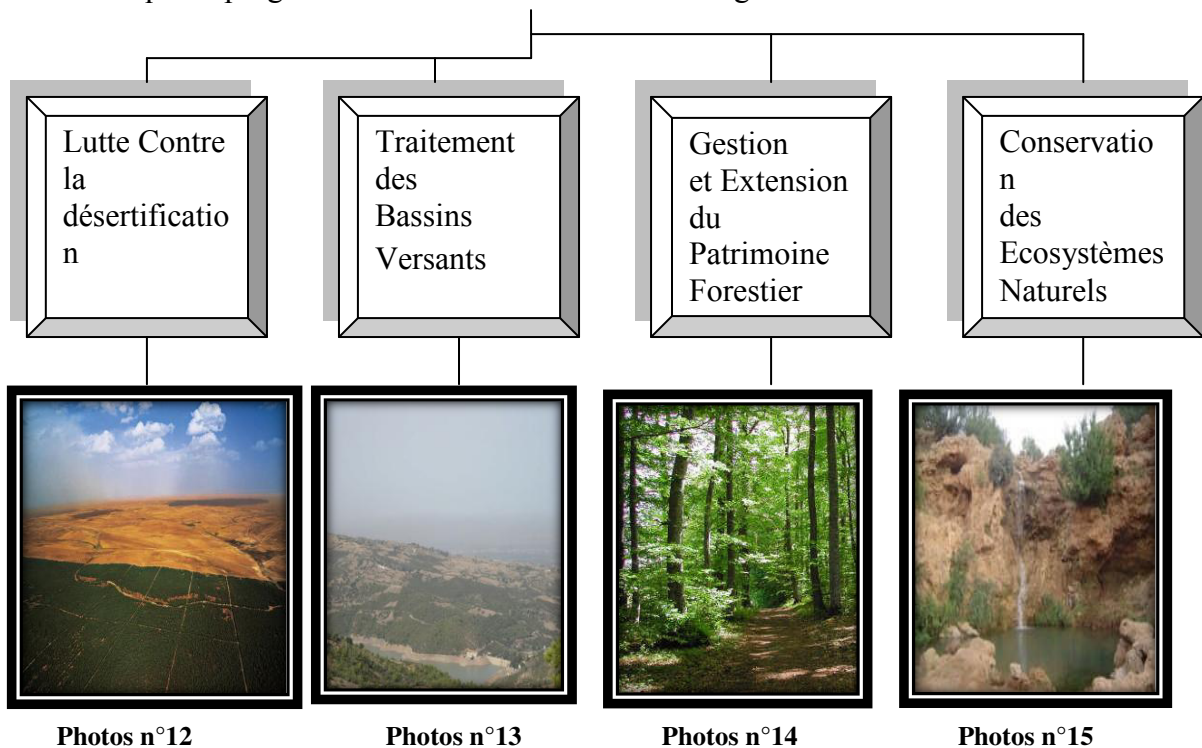 Lutte Contre
la
désertificatio
n
Traitement
des
Bassins
Versants
Gestion
et Extension
du
Patrimoine
Forestier
Conservatio
n
des
Ecosystèmes
Naturels
Photos n°12
Photos n°13
Photos n°14
Photos n°15